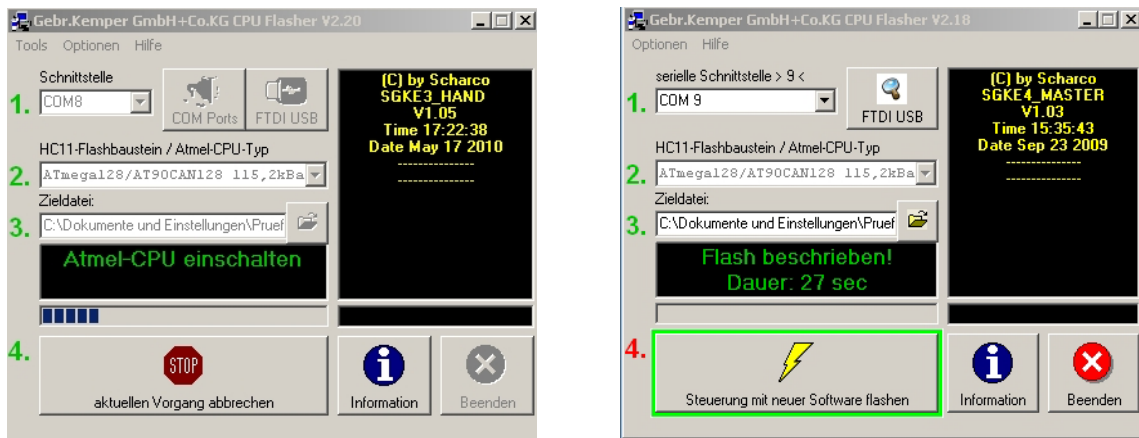 Gebr.Kemper GmbH+Co.KG CPU Flasher V2.20
Tools Optionen Hilfe
Schnittstelle
1. COM8
COM Ports
FTDI USB
HC11-Flashbaustein / Atmel-CPU-Typ
2. ATmega128/AT90CAN128 115,2kBa
Zieldatei:
3. C:\Dokumente und Einstellungen\Pruef
Atmel-CPU einschalten
4. STOP
aktuellen Vorgang abbrechen
(C) by Scharco
SGKE3_HAND
V1.05
Time 17:22:38
Date May 17 2010
---------------
---------------
Information
Beenden
Gebr.Kemper GmbH+Co.KG CPU Flasher V2.18
Optionen Hilfe
serielle Schnittstelle > 9 <
1. COM 9
FTDI USB
HC11-Flashbaustein / Atmel-CPU-Typ
2. ATmega128/AT90CAN128 115,2kBa
Zieldatei:
3. C:\Dokumente und Einstellungen\Pruef
Flash beschrieben!
Dauer: 27 sec
4.
Steuerung mit neuer Software flashen
(C) by Scharco
SGKE4_MASTER
V1.03
Time 15:35:43
Date Sep 23 2009
---------------
---------------
Information
Beenden